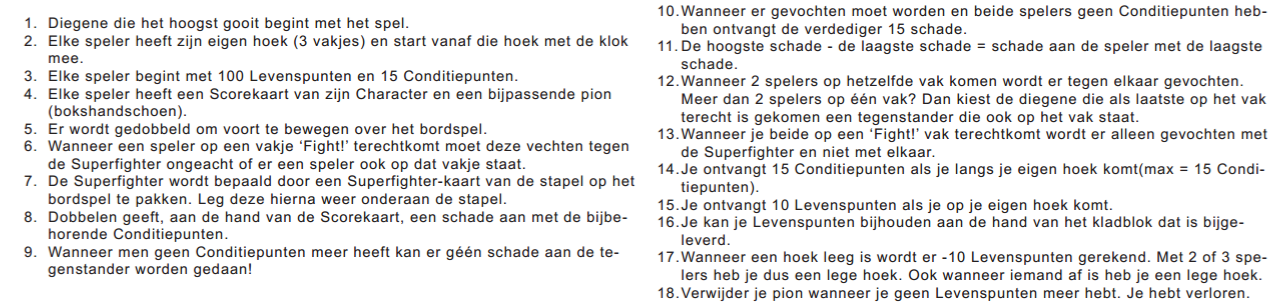 1. Diegene die het hoogst gooit begint met het spel.
2. Elke speler heeft zijn eigen hoek (3 vakjes) en start vanaf die hoek met de klok
mee.
3. Elke speler begint met 100 Levenspunten en 15 Conditiepunten.
4. Elke speler heeft een Scorekaart van zijn Character en een bijpassende pion
(bokshandschoen).
5. Er wordt gedobbeld om voort te bewegen over het bordspel.
6. Wanneer een speler op een vakje ‘Fight!’ terechtkomt moet deze vechten tegen
de Superfighter ongeacht of er een speler ook op dat vakje staat.
7. De Superfighter wordt bepaald door een Superfighter-kaart van de stapel op het
bordspel te pakken. Leg deze hierna weer onderaan de stapel.
8. Dobbelen geeft, aan de hand van de Scorekaart, een schade aan met de bijbe-
horende Conditiepunten.
9. Wanneer men geen Conditiepunten meer heeft kan er géén schade aan de te-
genstander worden gedaan!
10. Wanneer er gevochten moet worden en beide spelers geen Conditiepunten heb-
ben ontvangt de verdediger 15 schade.
11. De hoogste schade - de laagste schade = schade aan de speler met de laagste
schade.
12. Wanneer 2 spelers op hetzelfde vak komen wordt er tegen elkaar gevochten.
Meer dan 2 spelers op één vak? Dan kiest de diegene die als laatste op het vak
terecht is gekomen een tegenstander die ook op het vak staat.
13. Wanneer je beide op een ‘Fight!’ vak terechtkomt wordt er alleen gevochten met
de Superfighter en niet met elkaar.
14. Je ontvangt 15 Conditiepunten als je langs je eigen hoek komt(max = 15 Condi-
tiepunten).
15. Je ontvangt 10 Levenspunten als je op je eigen hoek komt.
16. Je kan je Levenspunten bijhouden aan de hand van het kladblok dat is bijge-
leverd.
17. Wanneer een hoek leeg is wordt er -10 Levenspunten gerekend. Met 2 of 3 spe-
lers heb je dus een lege hoek. Ook wanneer iemand af is heb je een lege hoek.
18. Verwijder je pion wanneer je geen Levenspunten meer hebt. Je hebt verloren.